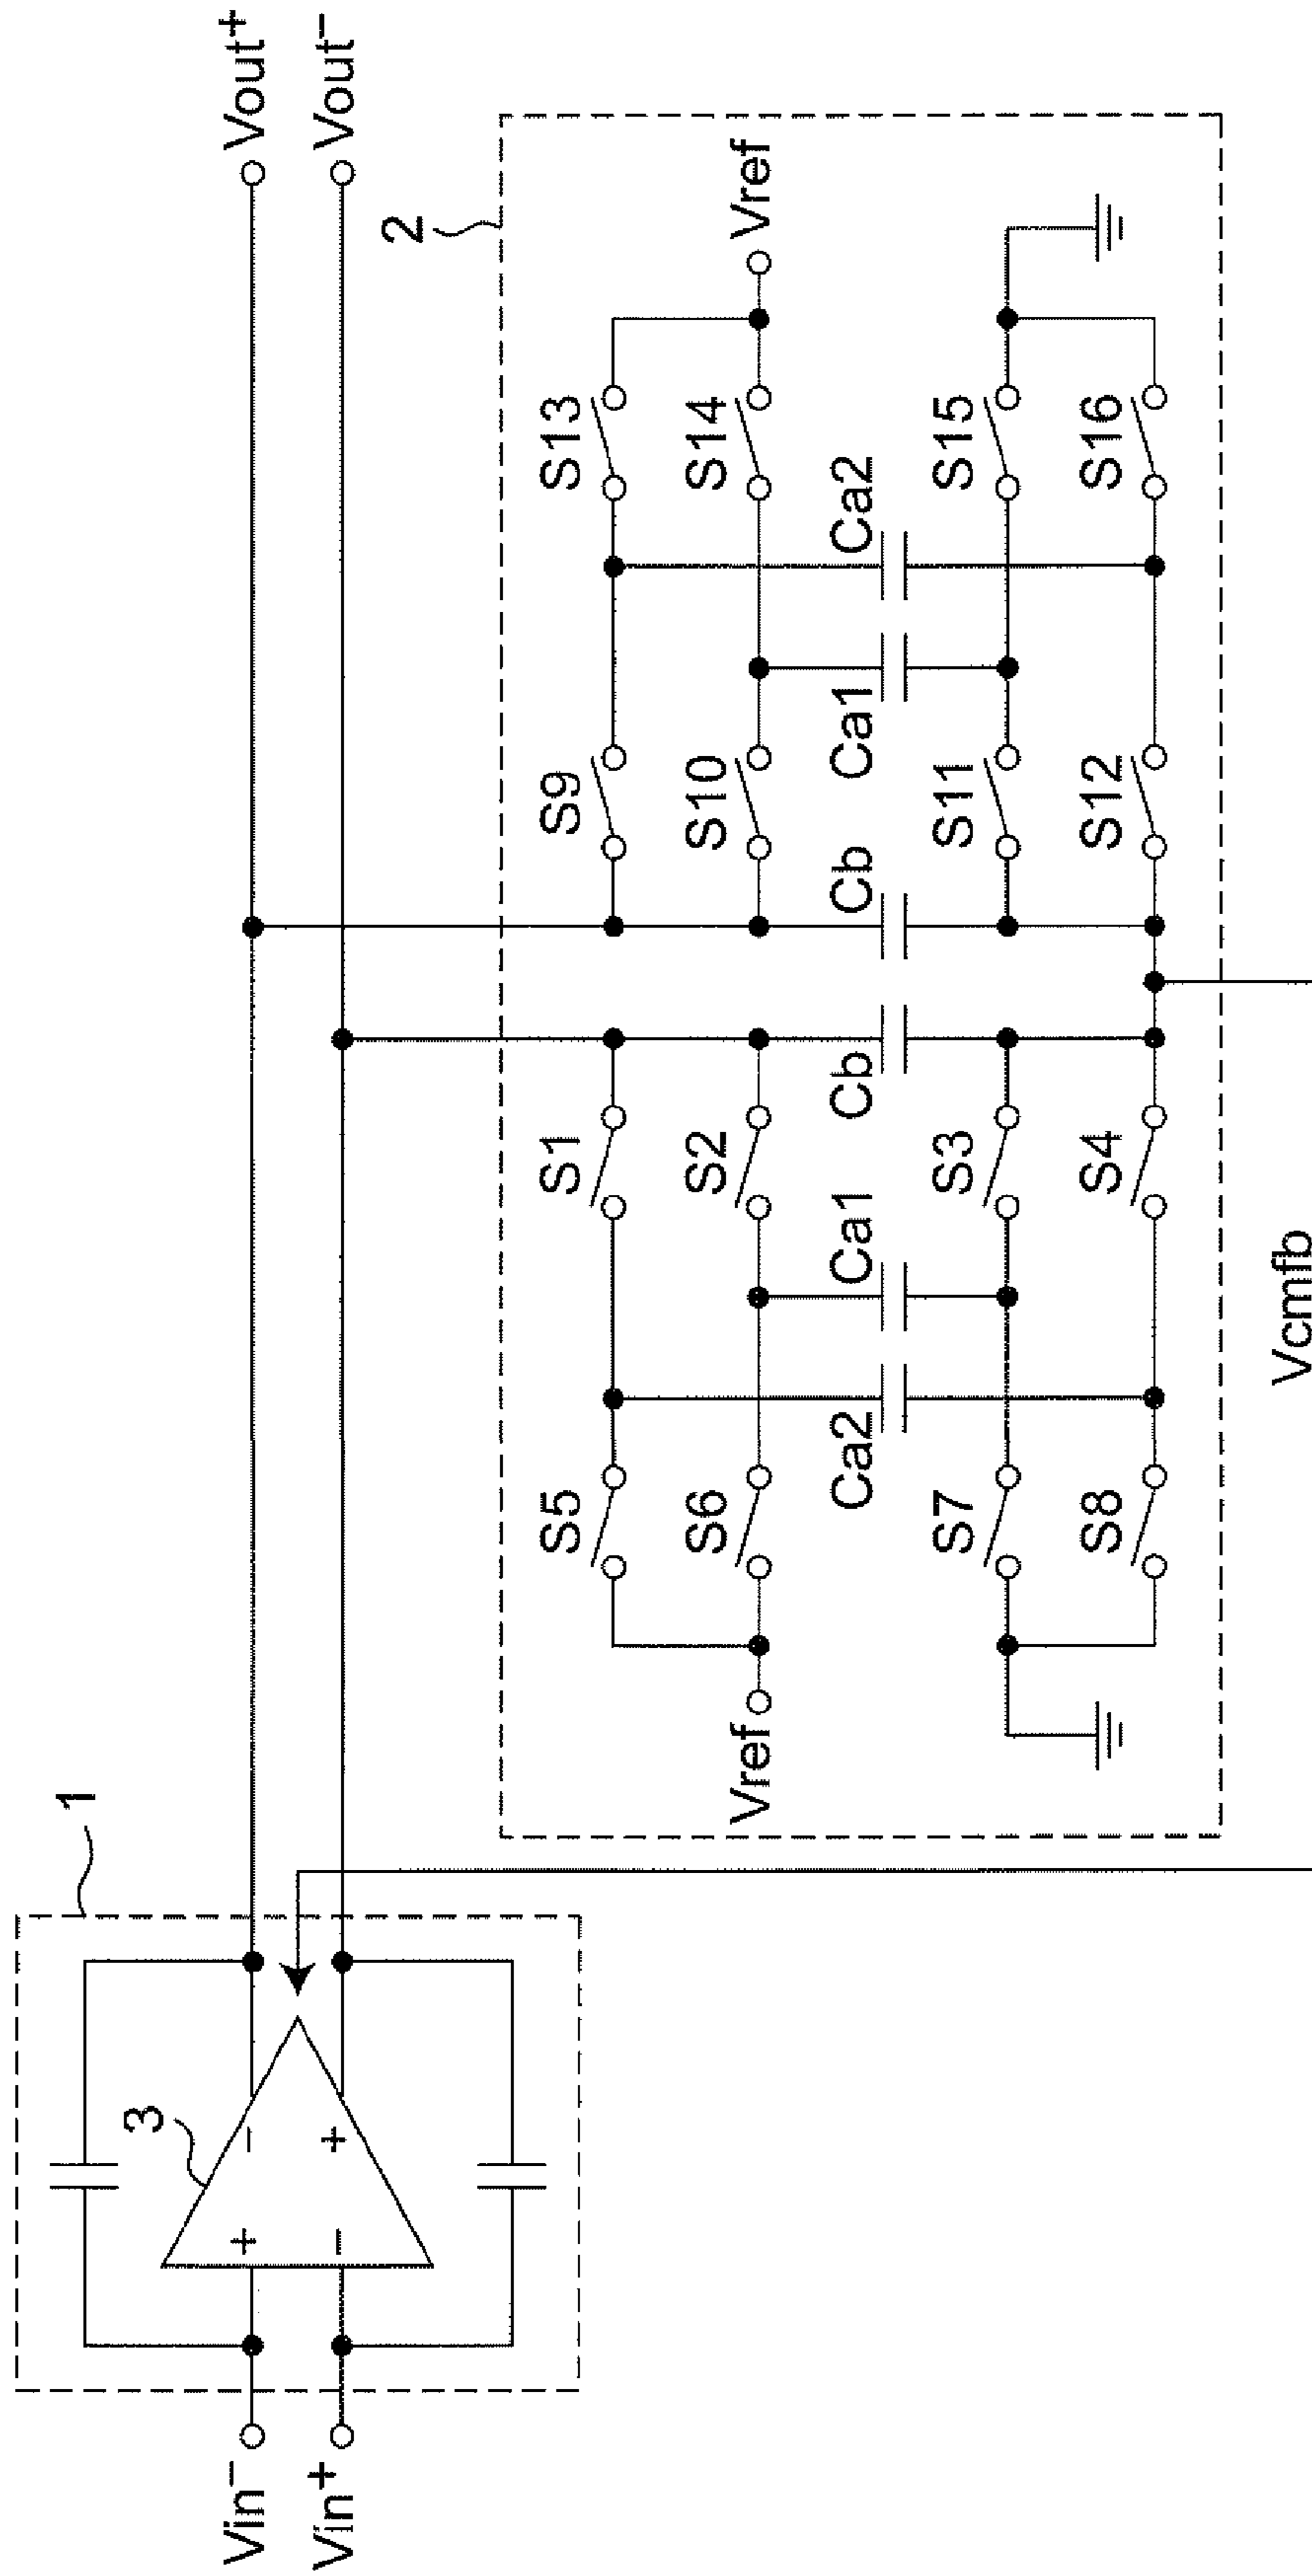 Vout+
Vout−
1
2
3
+
−
−
+
Vin−
Vin+
S5
S1
S9
S13
Vref
S6
S2
S10
S14
Vref
Ca2
Ca1
Cb
Cb
Ca1
Ca2
S7
S3
S11
S15
S8
S4
S12
S16
Vcmfb